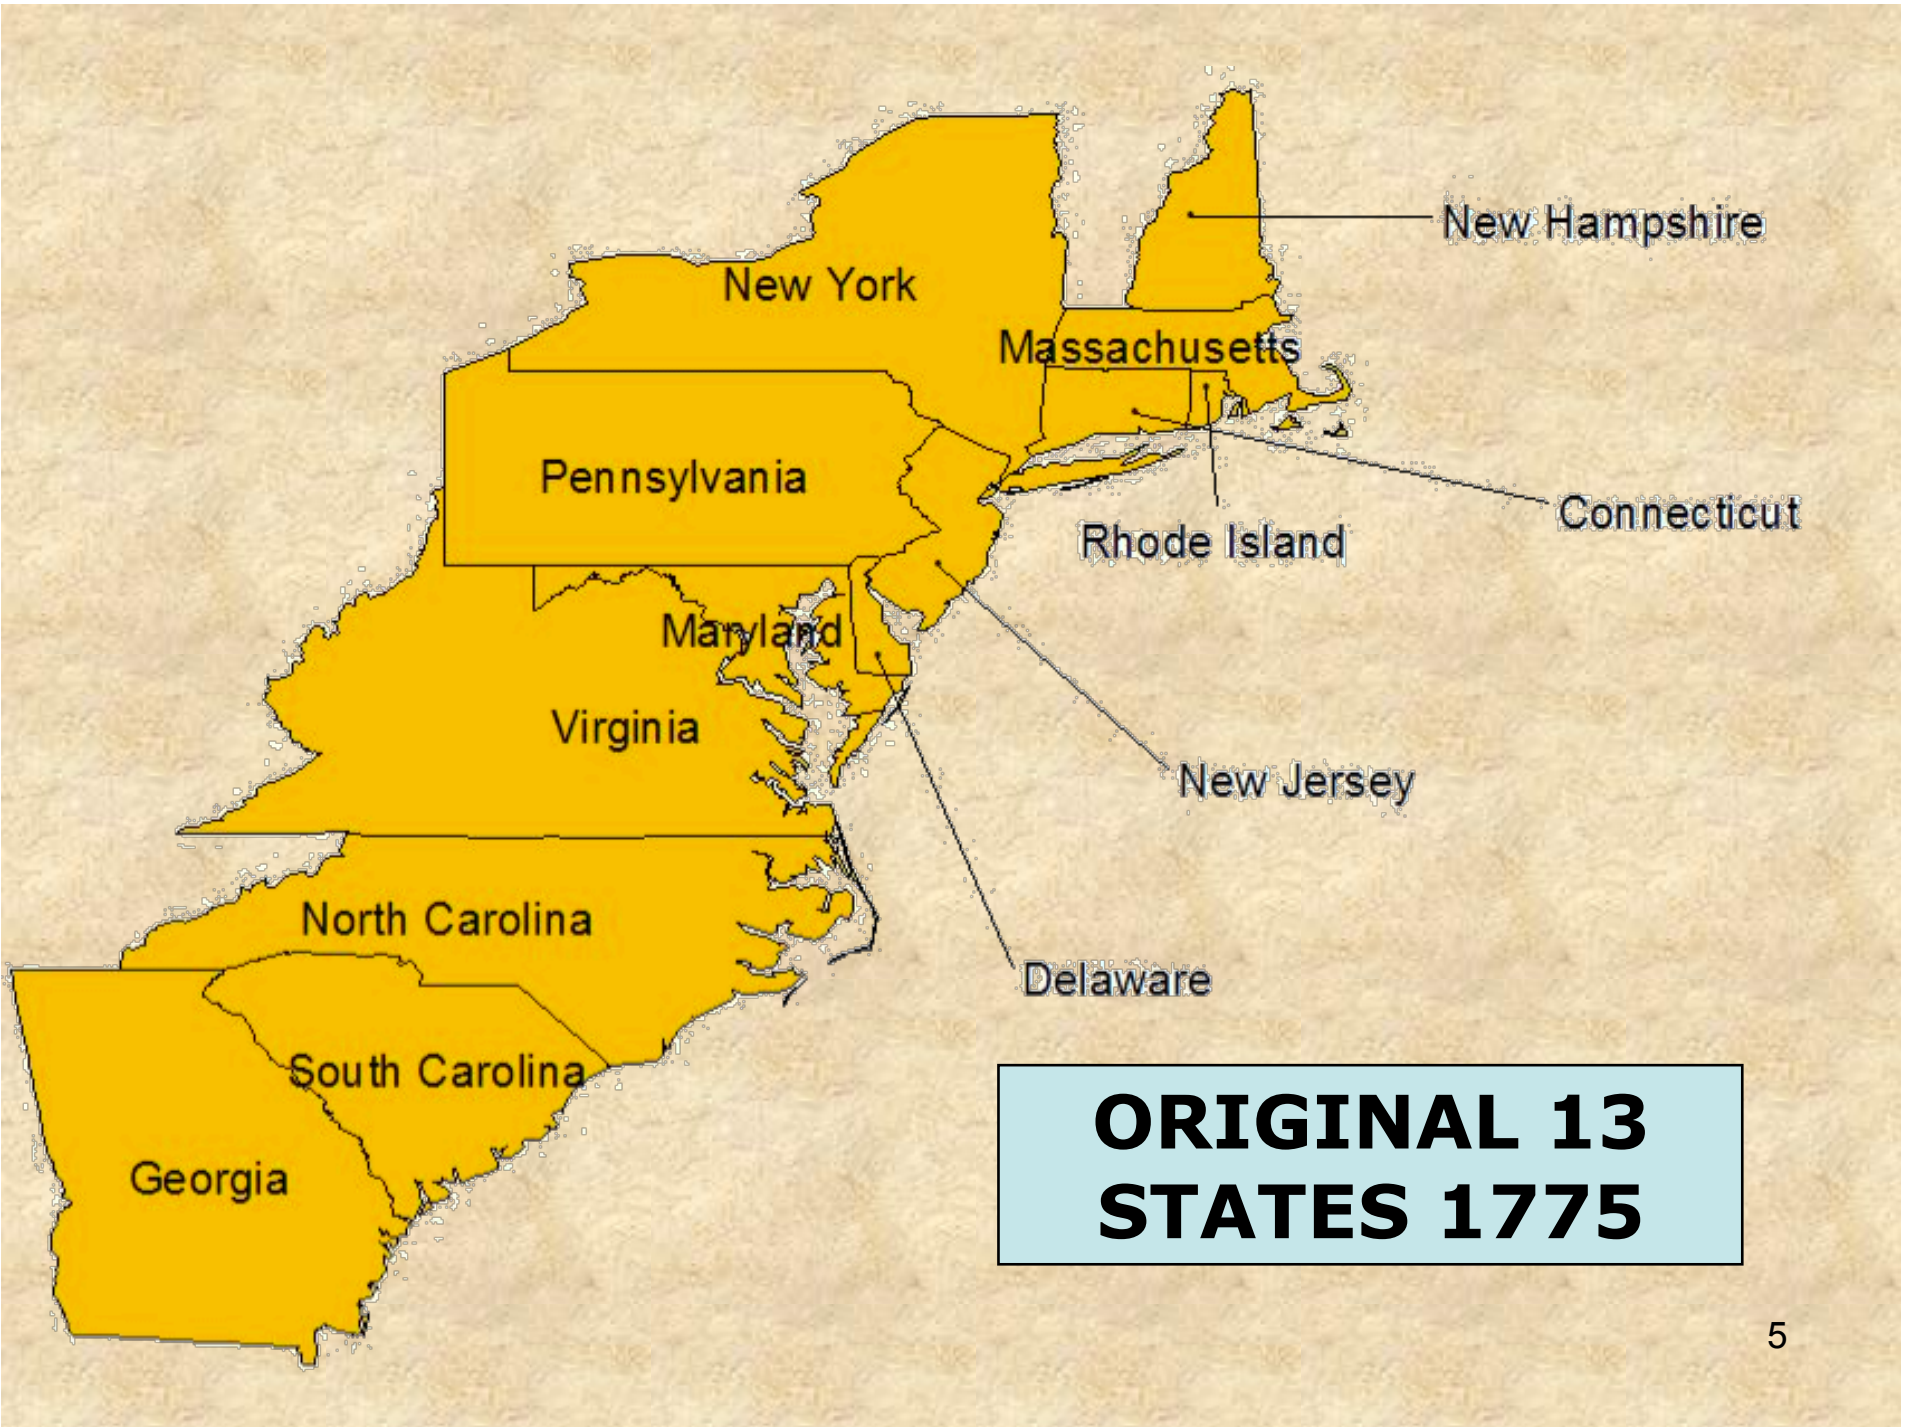 New Hampshire
New York
Massachusetts
Pennsylvania
Connecticut
Rhode Island
Maryland
Virginia
New Jersey
North Carolina
Delaware
South Carolina
Georgia
ORIGINAL 13
STATES 1775
5